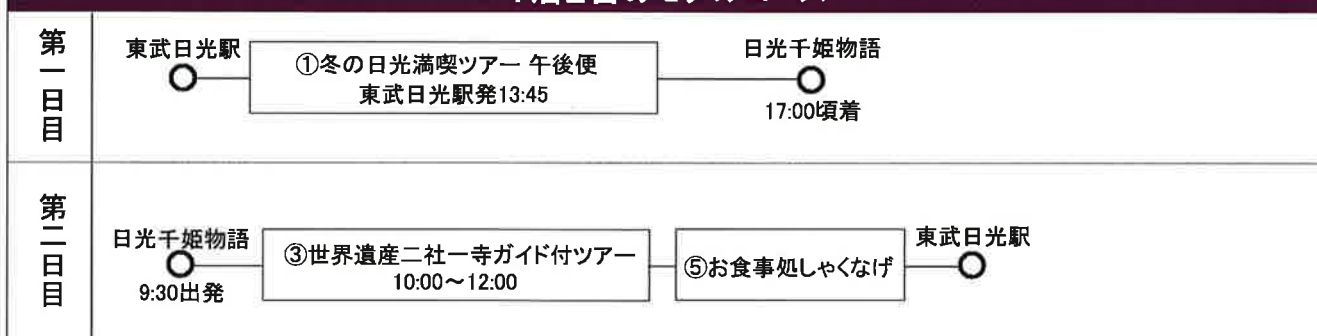 第一日目
東武日光駅
①冬の日光満喫ツアー 午後便
東武日光駅発13:45
日光千姫物語
17:00頃着
第二日目
日光千姫物語
9:30出発
③世界遺産二社一寺ガイド付ツアー
10:00～12:00
⑤お食事処しゃくなげ
東武日光駅